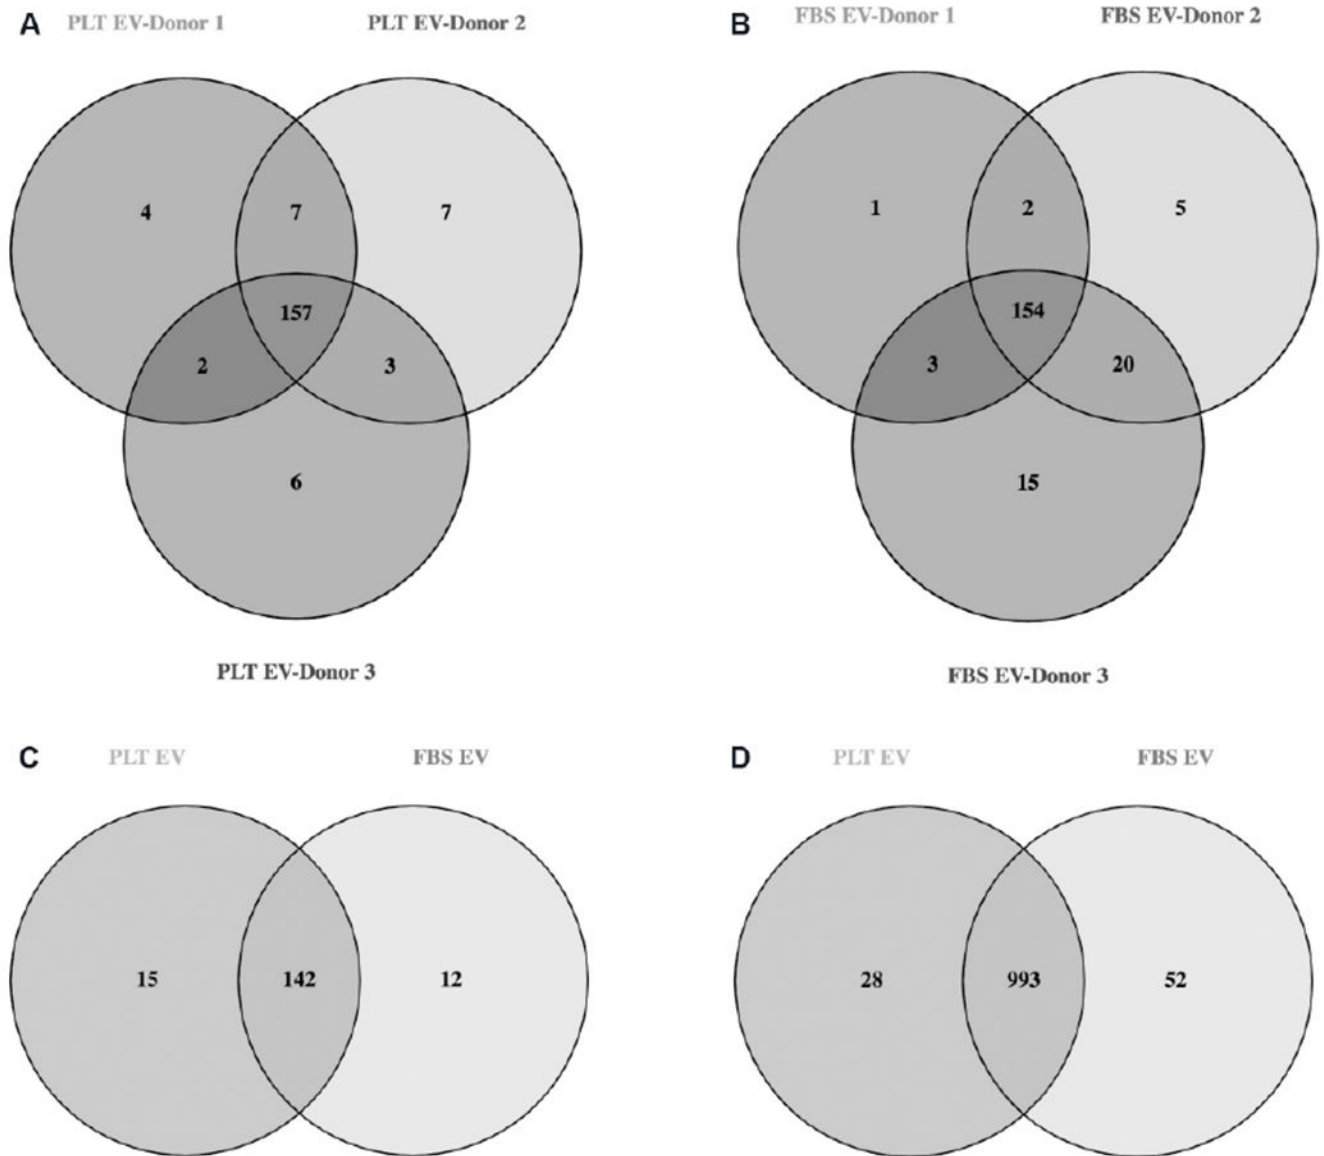 A PLT EV-Donor 1 PLT EV-Donor 2
4 7 7
157
2 3
6
PLT EV-Donor 3
B FBS EV-Donor 1 FBS EV-Donor 2
1 2 5
154
3 20
15
FBS EV-Donor 3
C PLT EV FBS EV
15 142 12
D PLT EV FBS EV
28 993 52